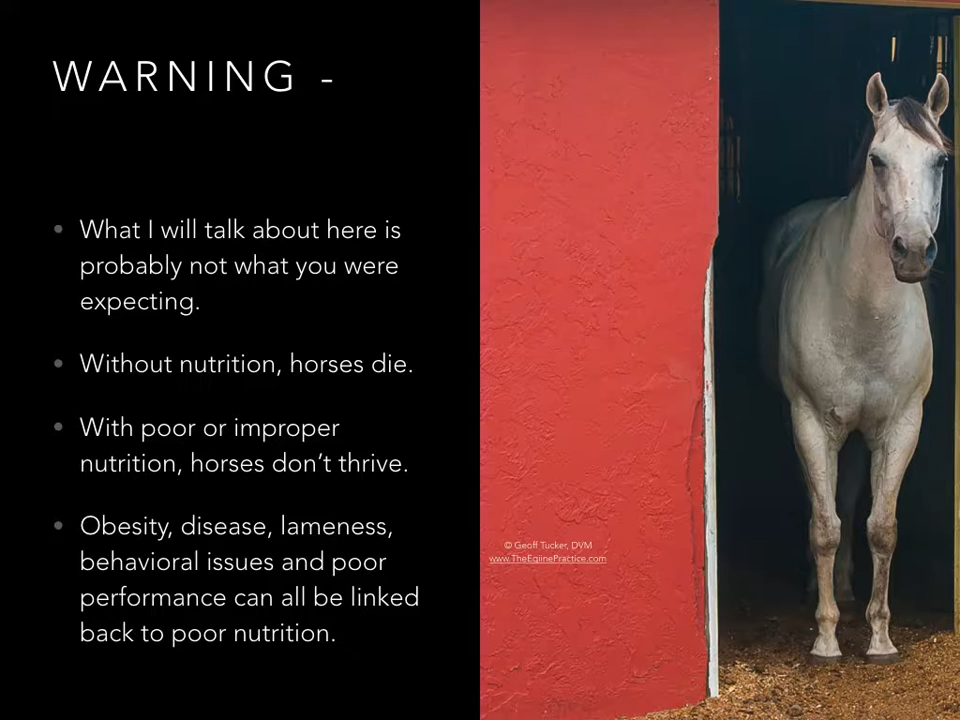 WARNING -
• What I will talk about here is
probably not what you were
expecting.
• Without nutrition, horses die.
• With poor or improper
nutrition, horses don't thrive.
• Obesity, disease, lameness,
behavioral issues and poor
performance can all be linked
back to poor nutrition.
© Geoff Tucker, DVM
www.TheEqiinePractice.com